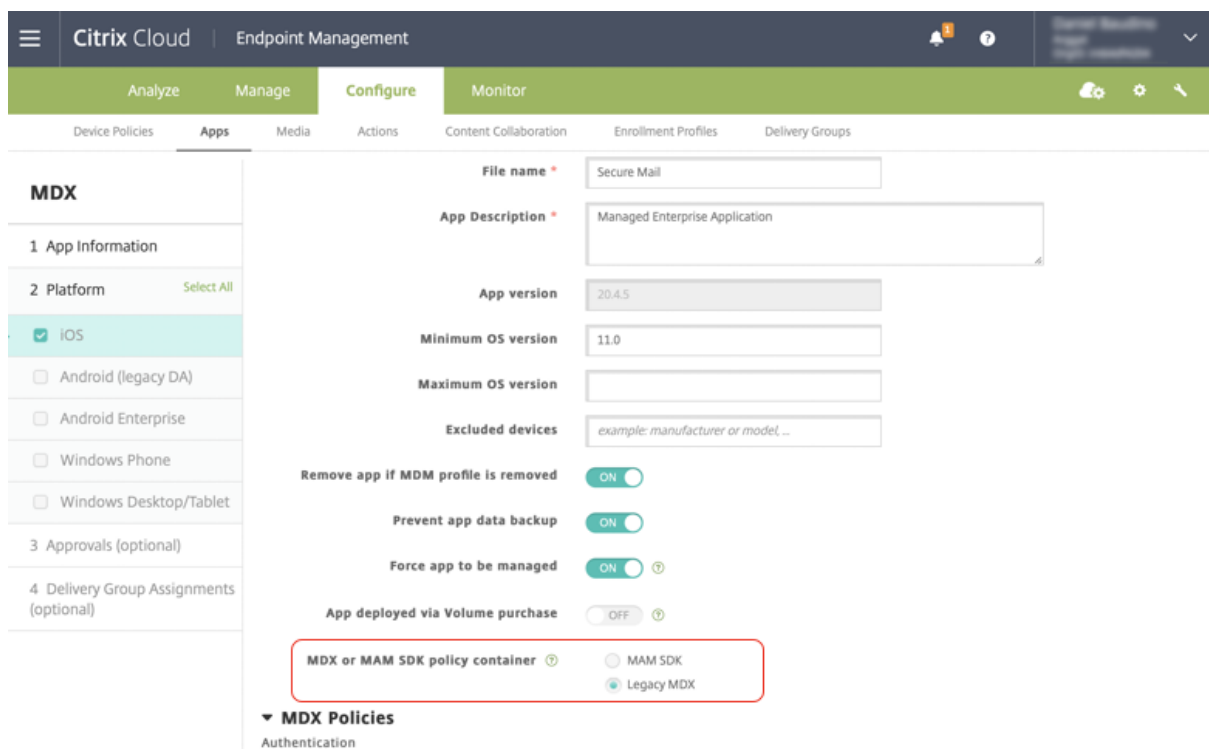 Citrix Cloud | Endpoint Management 1 ?
Analyze Manage Configure Monitor
Device Policies Apps Media Actions Content Collaboration Enrollment Profiles Delivery Groups
MDX
1 App Information
2 Platform Select All
iOS
Android (legacy DA)
Android Enterprise
Windows Phone
Windows Desktop/Tablet
3 Approvals (optional)
4 Delivery Group Assignments
(optional)
File name * Secure Mail
App Description * Managed Enterprise Application
App version 20.4.5
Minimum OS version 11.0
Maximum OS version
Excluded devices example: manufacturer or model, ...
Remove app if MDM profile is removed ON
Prevent app data backup ON
Force app to be managed ON ?
App deployed via Volume purchase OFF ?
MDX or MAM SDK policy container ? MAM SDK
Legacy MDX
MDX Policies
Authentication